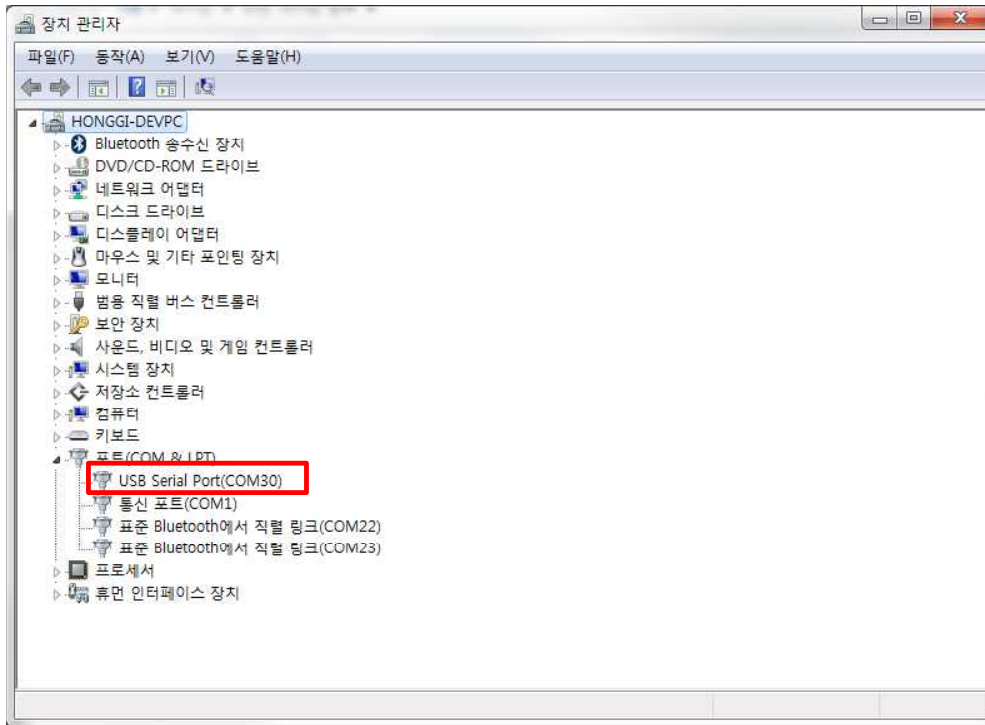 장치 관리자
파일(F) 동작(A) 보기(V) 도움말(H)
HONGGI-DEVPC
Bluetooth 송수신 장치
DVD/CD-ROM 드라이브
네트워크 어댑터
디스크 드라이브
디스플레이 어댑터
마우스 및 기타 포인팅 장치
모니터
범용 직렬 버스 컨트롤러
보안 장치
사운드, 비디오 및 게임 컨트롤러
시스템 장치
저장소 컨트롤러
컴퓨터
키보드
포트(COM & LPT)
USB Serial Port(COM30)
통신 포트(COM1)
표준 Bluetooth에서 직렬 링크(COM22)
표준 Bluetooth에서 직렬 링크(COM23)
프로세서
휴먼 인터페이스 장치